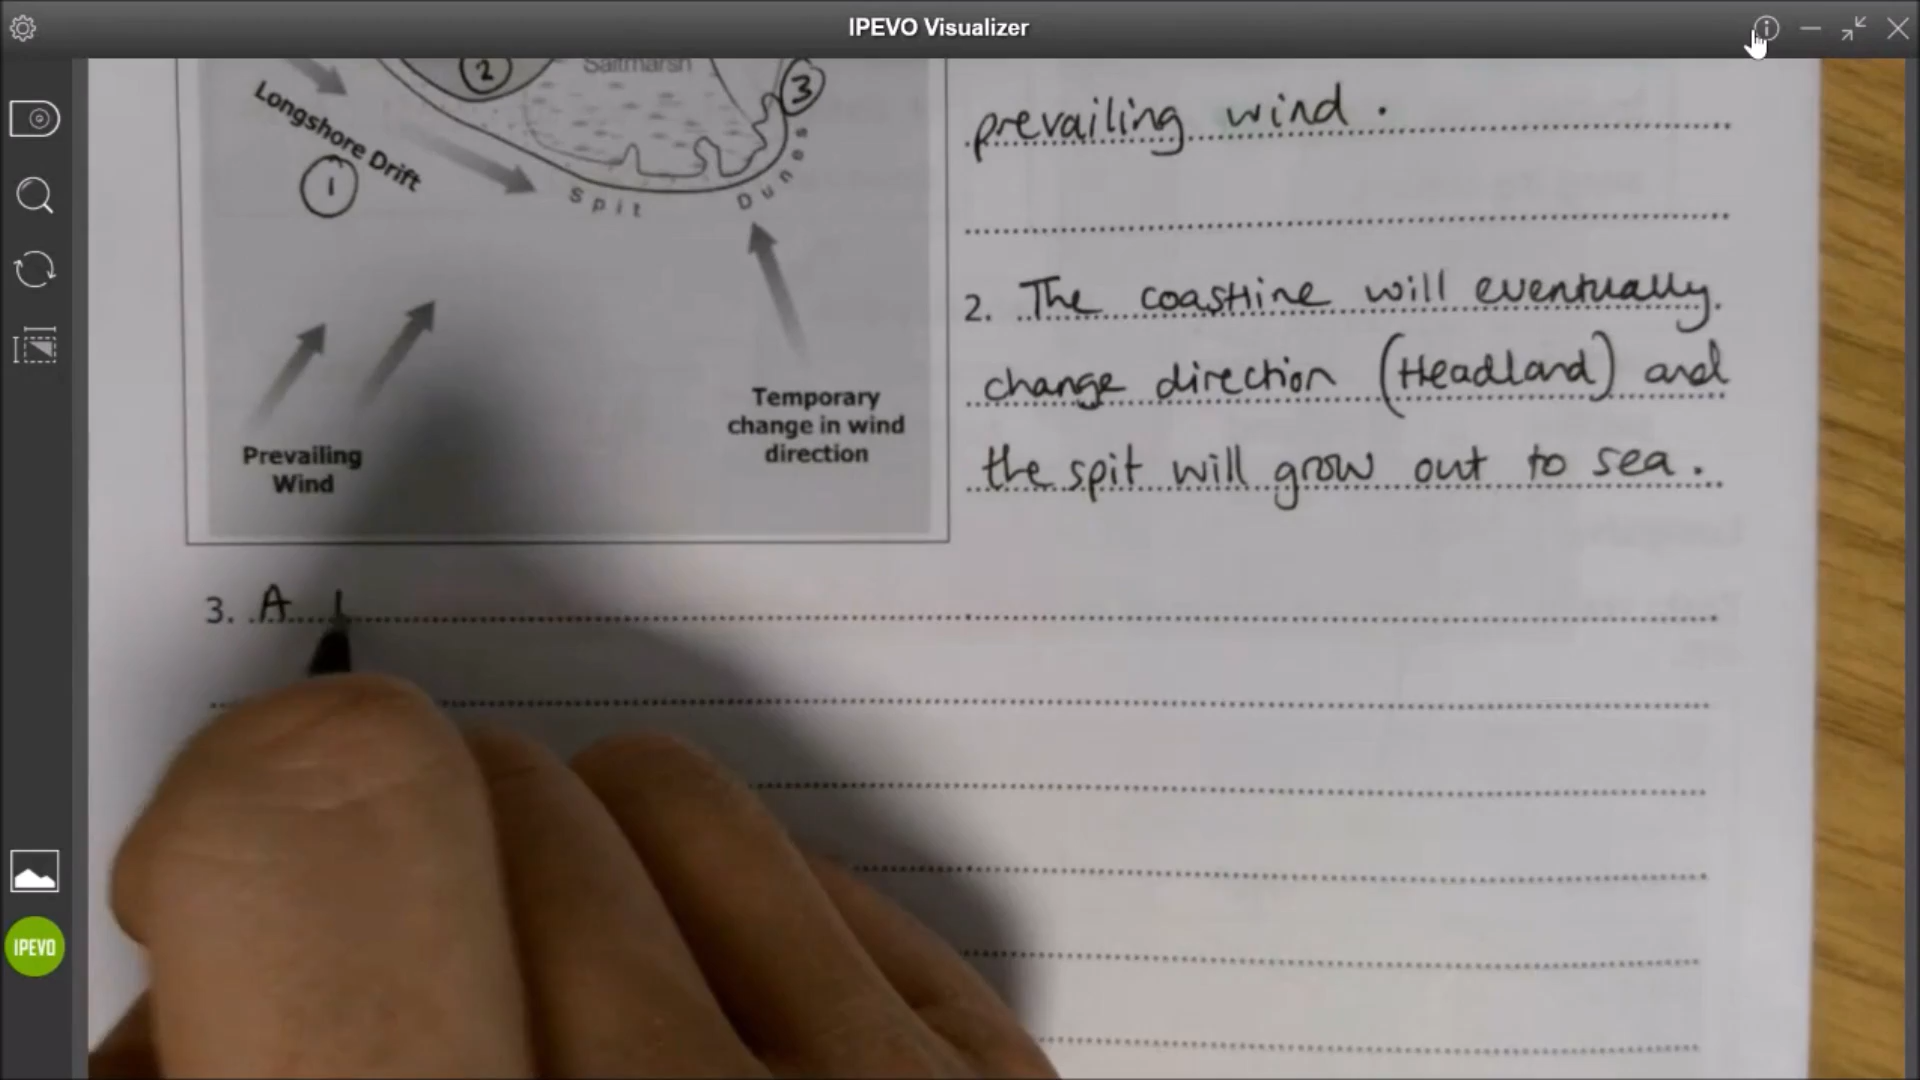 IPEVO Visualizer
2
Saltmarsh
3
Longshore Drift
1
Spit
Dunes
Temporary
change in wind
direction
Prevailing
Wind
prevailing wind.
2. The coastline will eventually
change direction (Headland) and
the spit will grow out to sea.
3. A
IPEVO